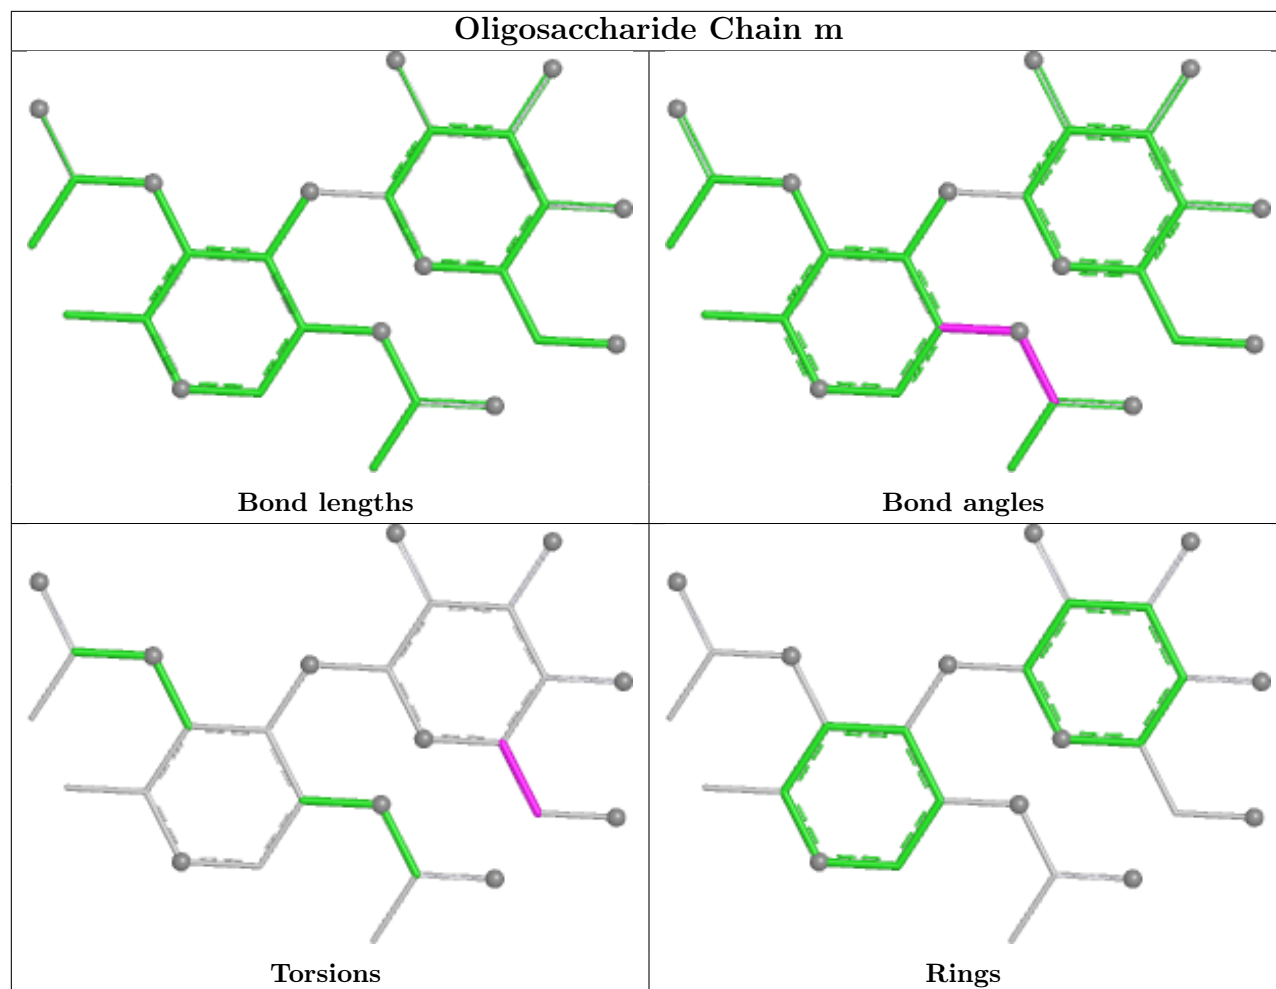 Oligosaccharide Chain m
Bond lengths
Bond angles
Torsions
Rings